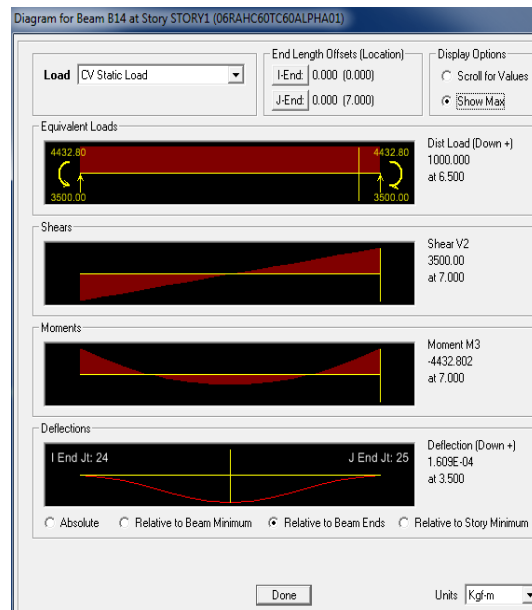 Diagram for Beam B14 at Story STORY1 (06RAHC60TC60ALPHA01)
Load CV Static Load
End Length Offsets (Location)
I-End: 0.000 (0.000)
J-End: 0.000 (7.000)
Display Options
Scroll for Values
Show Max
Equivalent Loads
4432.80 4432.80
3500.00 3500.00
Dist Load (Down +)
1000.000
at 6.500
Shears
Shear V2
3500.00
at 7.000
Moments
Moment M3
-4432.802
at 7.000
Deflections
I End Jt: 24 J End Jt: 25
Deflection (Down +)
1.609E-04
at 3.500
Absolute Relative to Beam Minimum Relative to Beam Ends Relative to Story Minimum
Done
Units Kgf-m